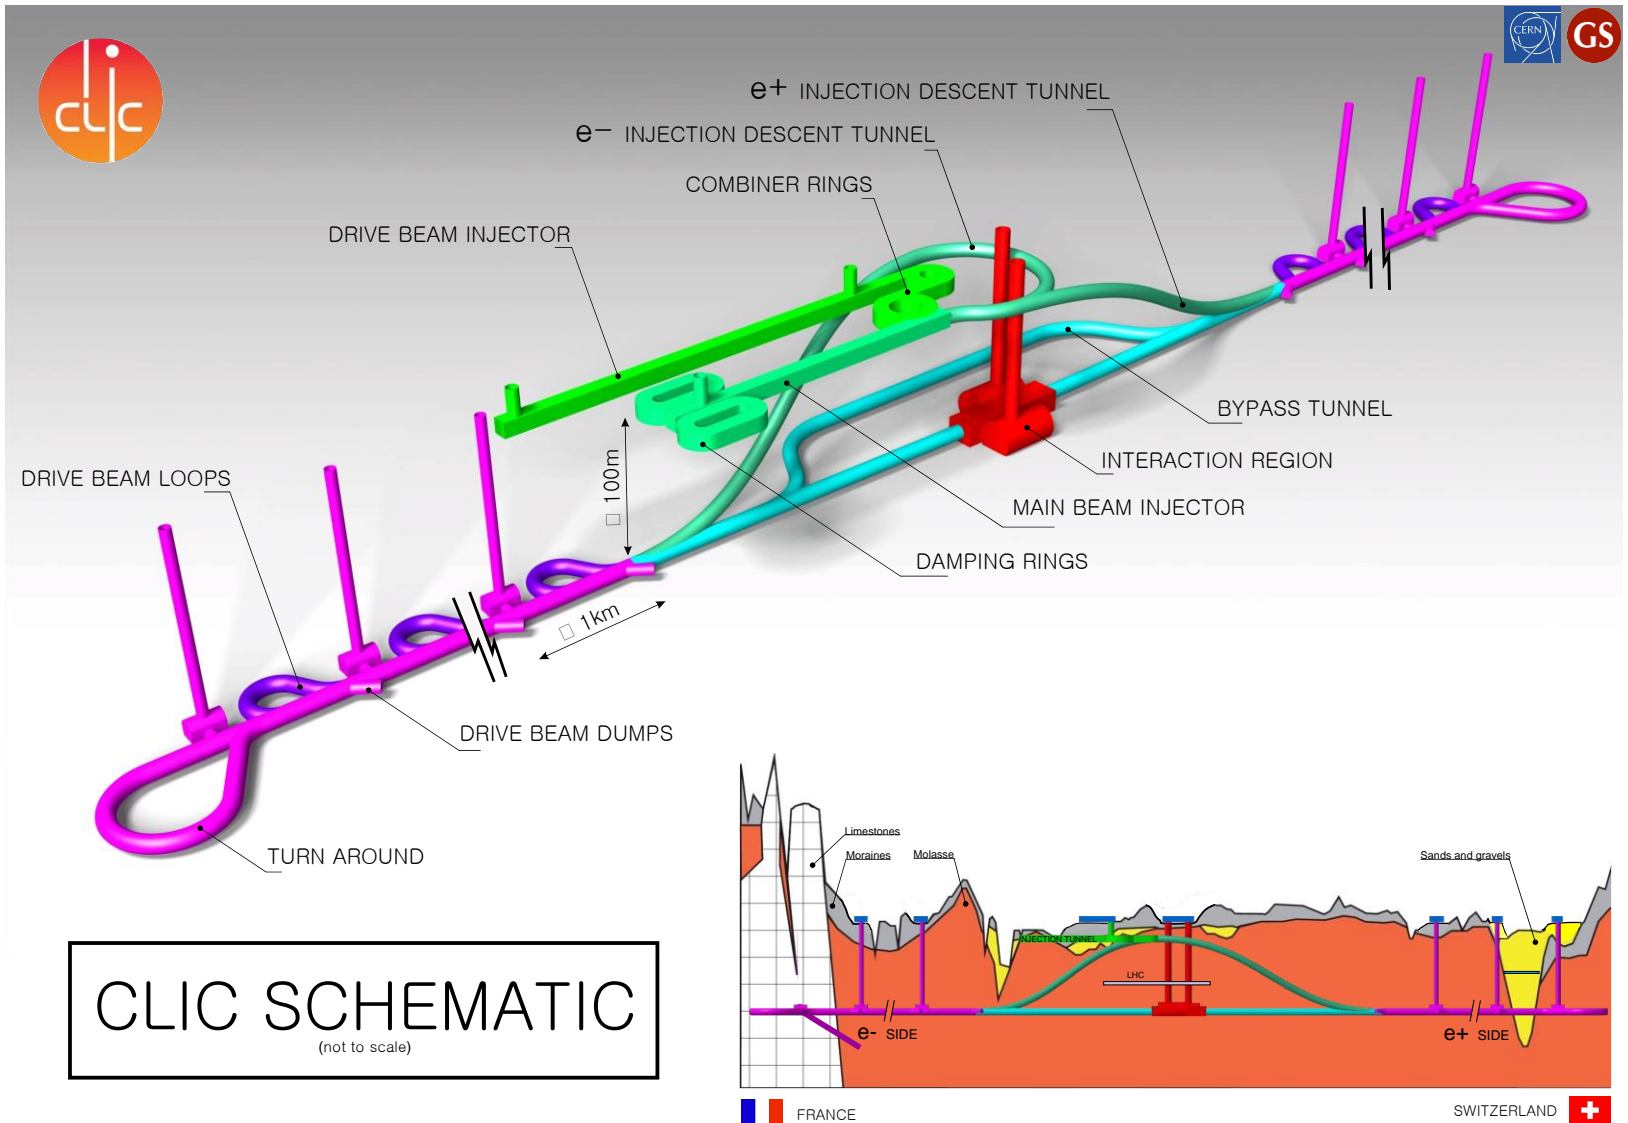 clic
CERN
GS
e+ INJECTION DESCENT TUNNEL
e− INJECTION DESCENT TUNNEL
COMBINER RINGS
DRIVE BEAM INJECTOR
BYPASS TUNNEL
INTERACTION REGION
DRIVE BEAM LOOPS
□ 100m
MAIN BEAM INJECTOR
DAMPING RINGS
□ 1km
DRIVE BEAM DUMPS
TURN AROUND
CLIC SCHEMATIC
(not to scale)
Limestones
Moraines
Molasse
Sands and gravels
INJECTION TUNNEL
LHC
e- SIDE
e+ SIDE
FRANCE
SWITZERLAND